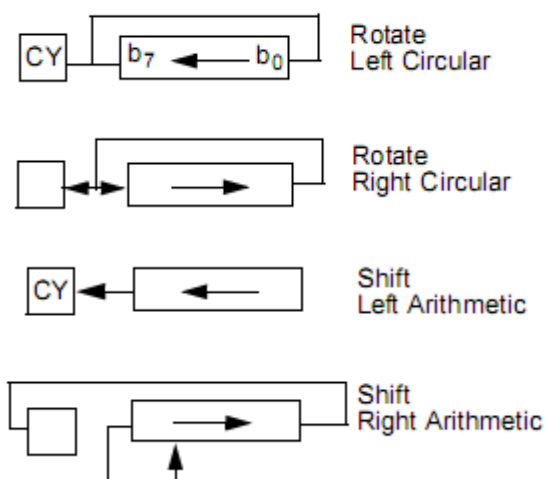 CY b₇ b₀ Rotate
Left Circular
Rotate
Right Circular
CY Shift
Left Arithmetic
Shift
Right Arithmetic